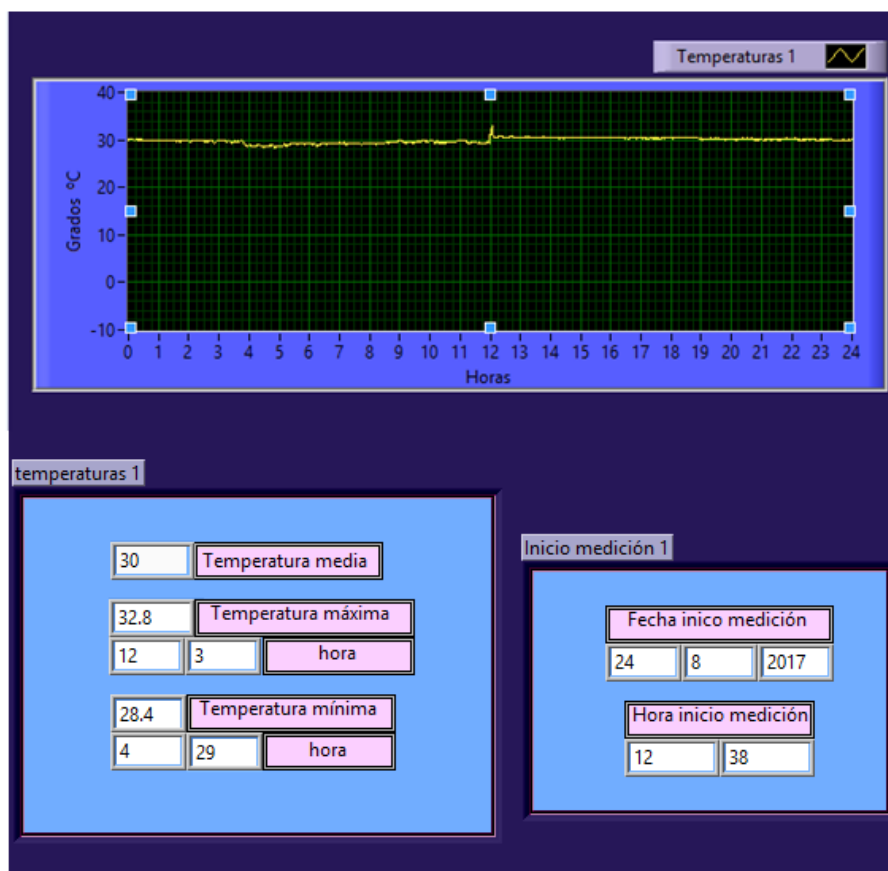 Temperaturas 1
40
30
20
10
0
-10
Grados ºC
0 1 2 3 4 5 6 7 8 9 10 11 12 13 14 15 16 17 18 19 20 21 22 23 24
Horas
temperaturas 1
30 Temperatura media
32.8 Temperatura máxima
12 3 hora
28.4 Temperatura mínima
4 29 hora
Inicio medición 1
Fecha inico medición
24 8 2017
Hora inicio medición
12 38